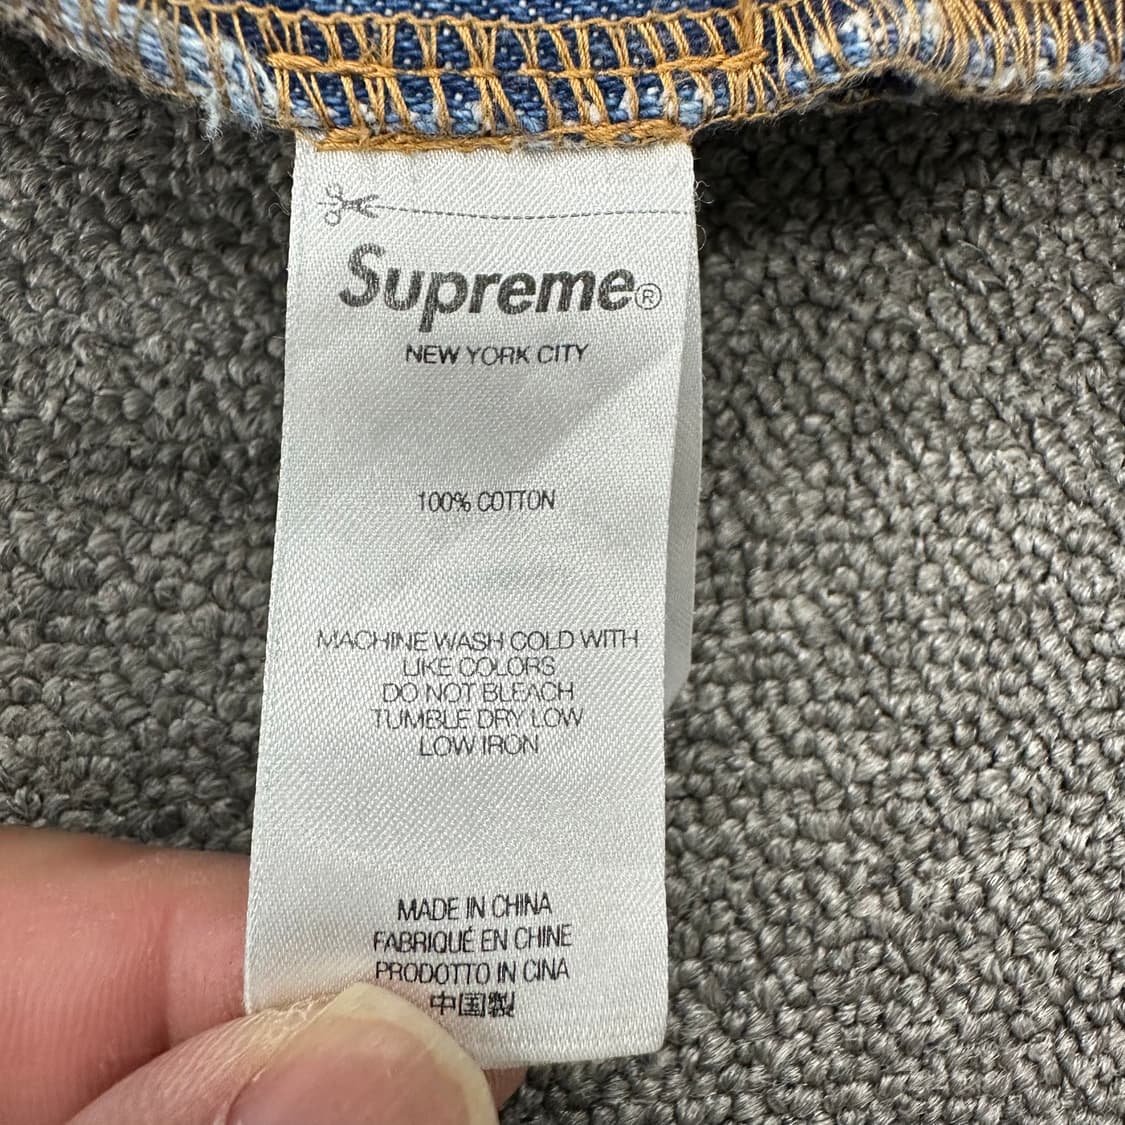 Supreme®
NEW YORK CITY
100% COTTON
MACHINE WASH COLD WITH
LIKE COLORS
DO NOT BLEACH
TUMBLE DRY LOW
LOW IRON
MADE IN CHINA
FABRIQUÉ EN CHINE
PRODOTTO IN CINA
中国製